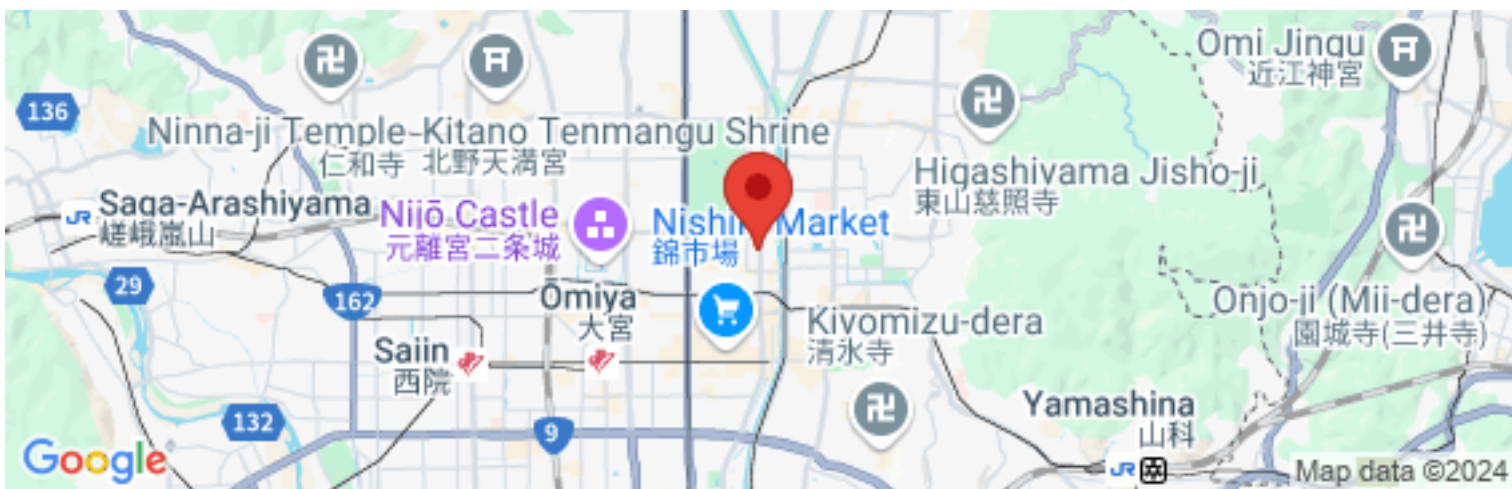 Omi Jingu
近江神宮
136
Ninna-ji Temple
仁和寺
Kitano Tenmangu Shrine
北野天満宮
Higashiyama Jisho-ji
東山慈照寺
JR
Saga-Arashiyama
嵯峨嵐山
Nijō Castle
元離宮二条城
Market
錦市場
29
162
Ōmiya
大宮
Onjo-ji (Mii-dera)
園城寺(三井寺)
Kiyomizu-dera
清水寺
Saiin
西院
132
9
Yamashina
山科
JR
Google
Map data ©2024